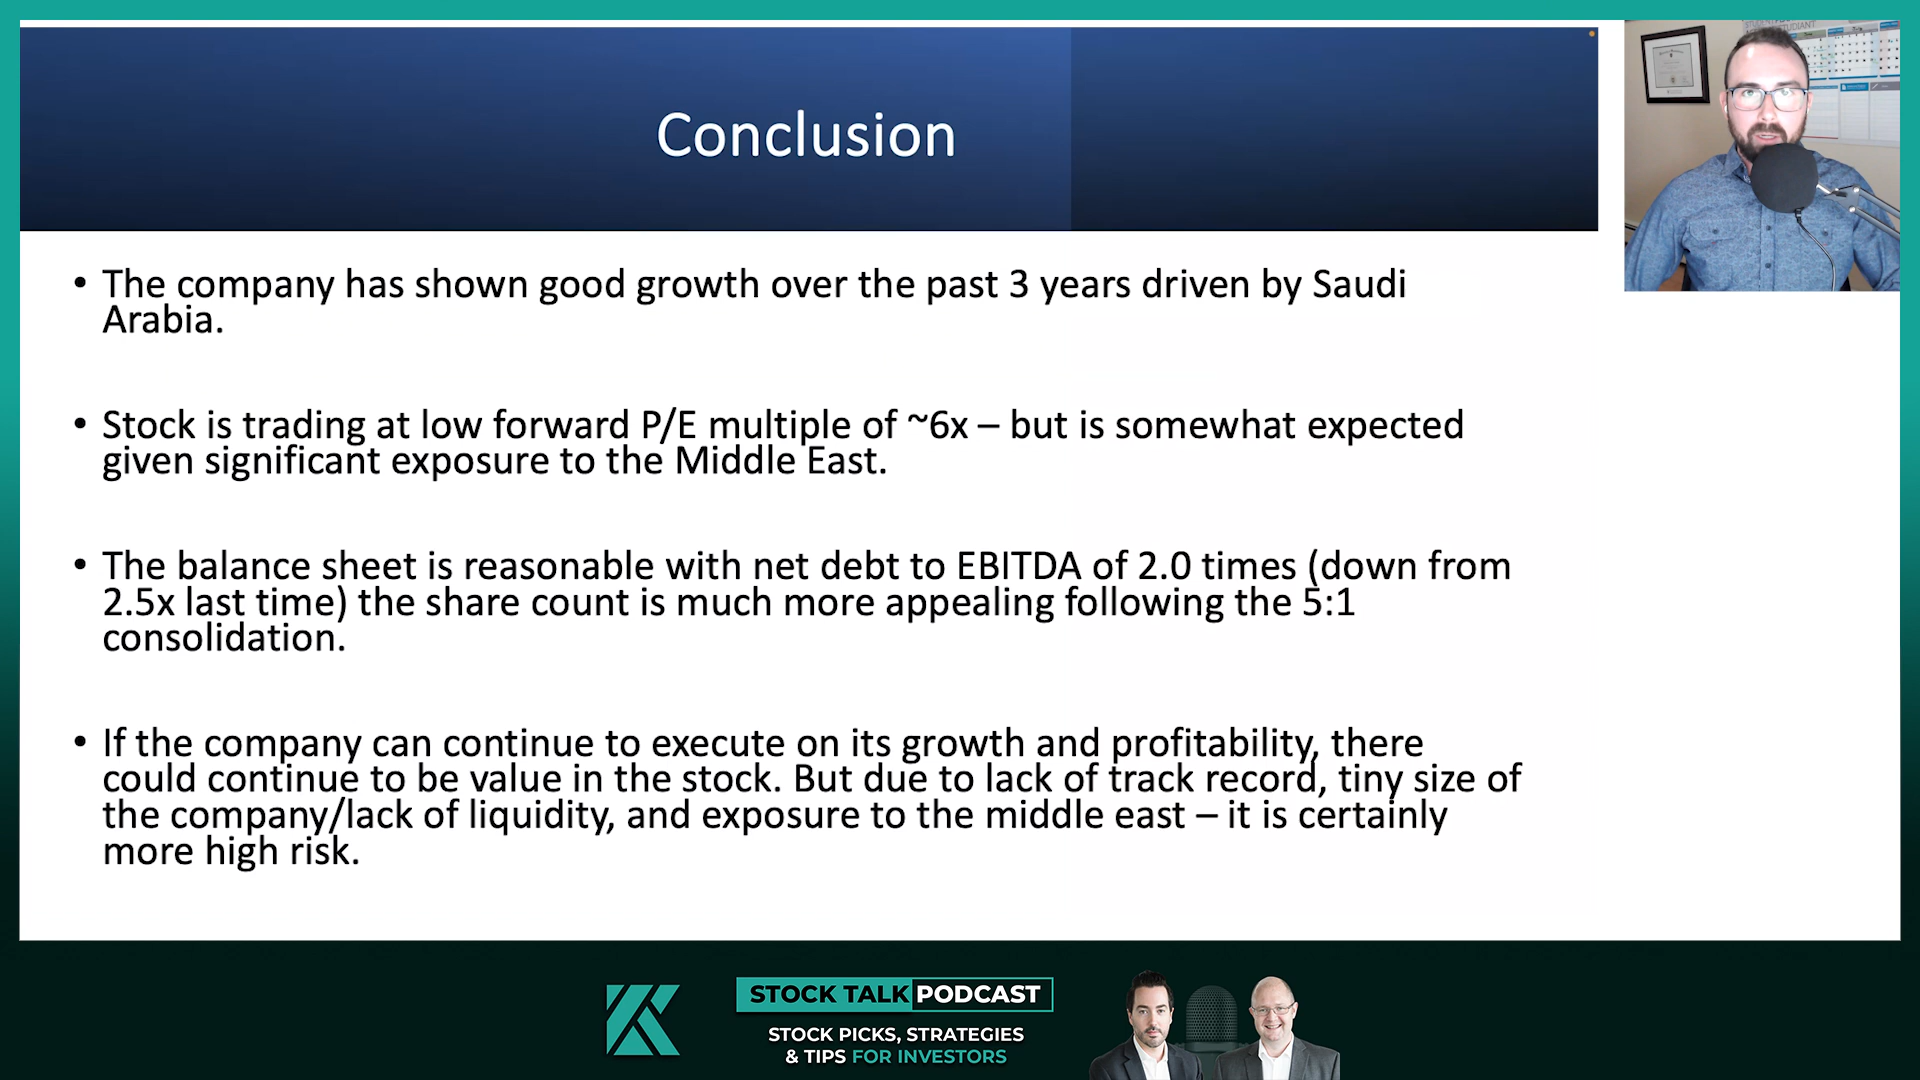 Conclusion
• The company has shown good growth over the past 3 years driven by Saudi
Arabia.
• Stock is trading at low forward P/E multiple of ~6x – but is somewhat expected
given significant exposure to the Middle East.
• The balance sheet is reasonable with net debt to EBITDA of 2.0 times (down from
2.5x last time) the share count is much more appealing following the 5:1
consolidation.
• If the company can continue to execute on its growth and profitability, there
could continue to be value in the stock. But due to lack of track record, tiny size of
the company/lack of liquidity, and exposure to the middle east – it is certainly
more high risk.
STOCK TALK PODCAST
STOCK PICKS, STRATEGIES
& TIPS FOR INVESTORS